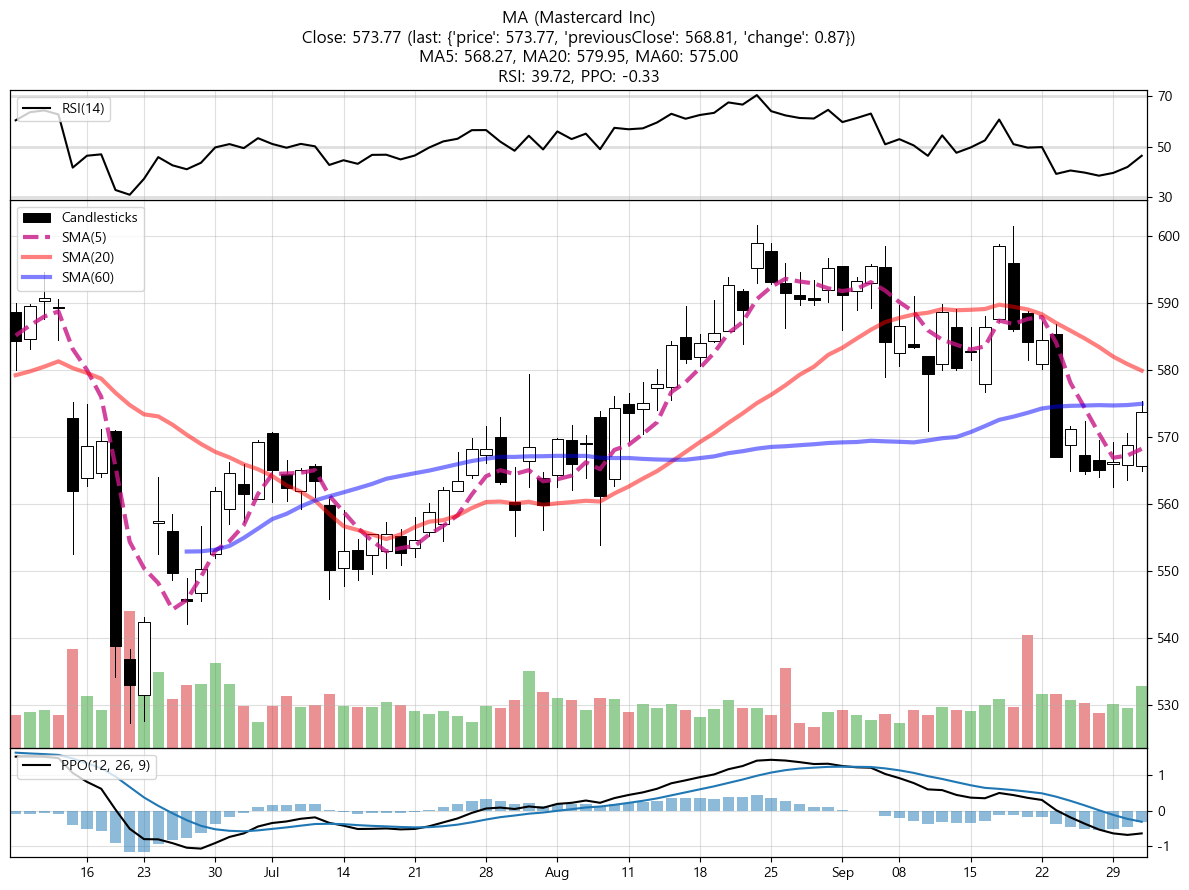 MA (Mastercard Inc)
Close: 573.77 (last: {'price': 573.77, 'previousClose': 568.81, 'change': 0.87})
MA5: 568.27, MA20: 579.95, MA60: 575.00
RSI: 39.72, PPO: -0.33
RSI(14)
70
50
30
Candlesticks
SMA(5)
SMA(20)
SMA(60)
600
590
580
570
560
550
540
530
PPO(12, 26, 9)
1
0
-1
16 23 30 Jul 14 21 28 Aug 11 18 25 Sep 08 15 22 29